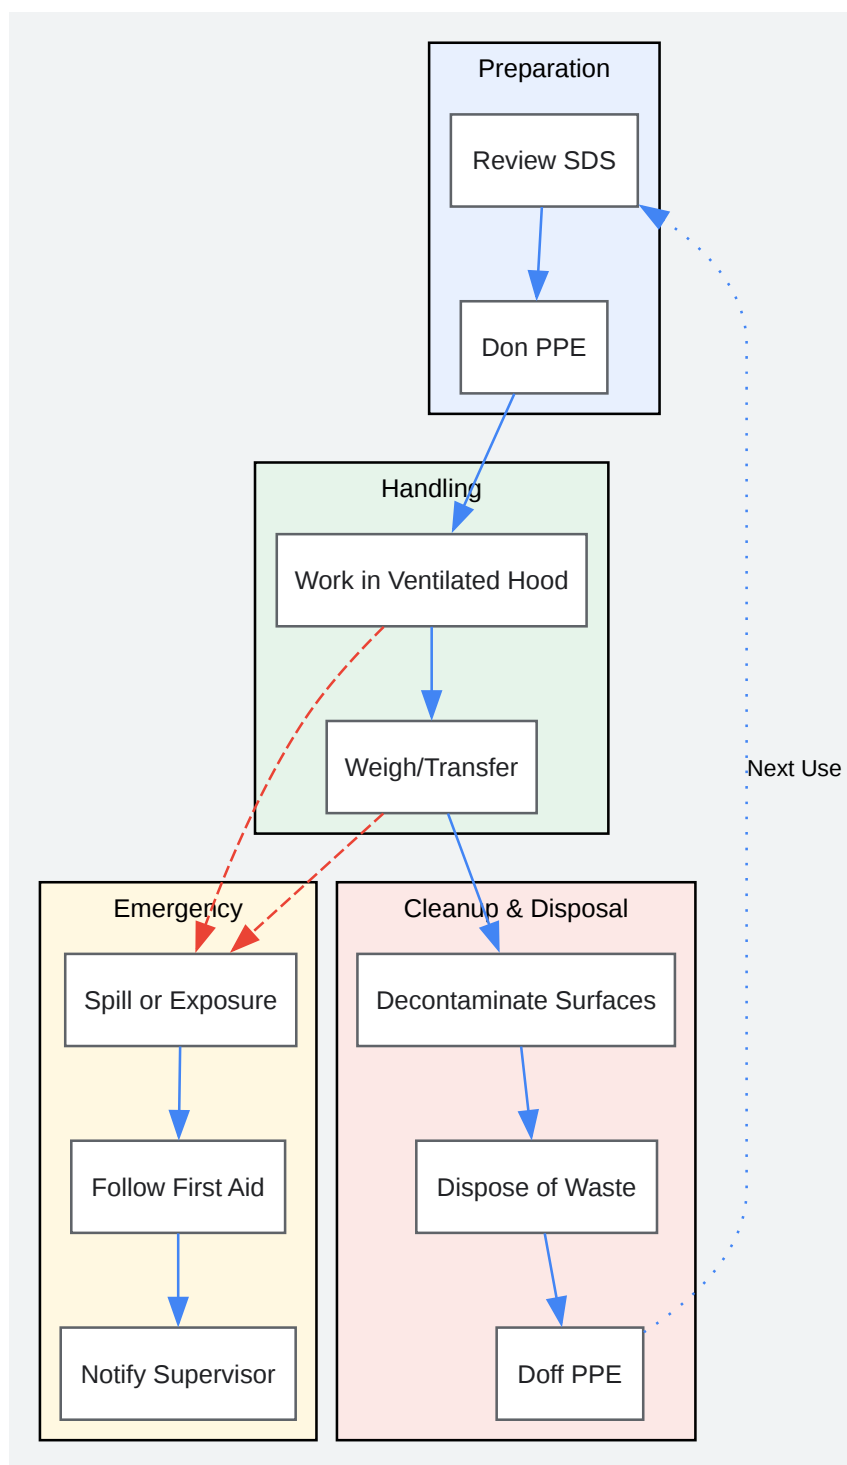 Preparation
Review SDS
Don PPE
Handling
Work in Ventilated Hood
Weigh/Transfer
Next Use
Emergency
Spill or Exposure
Follow First Aid
Notify Supervisor
Cleanup & Disposal
Decontaminate Surfaces
Dispose of Waste
Doff PPE